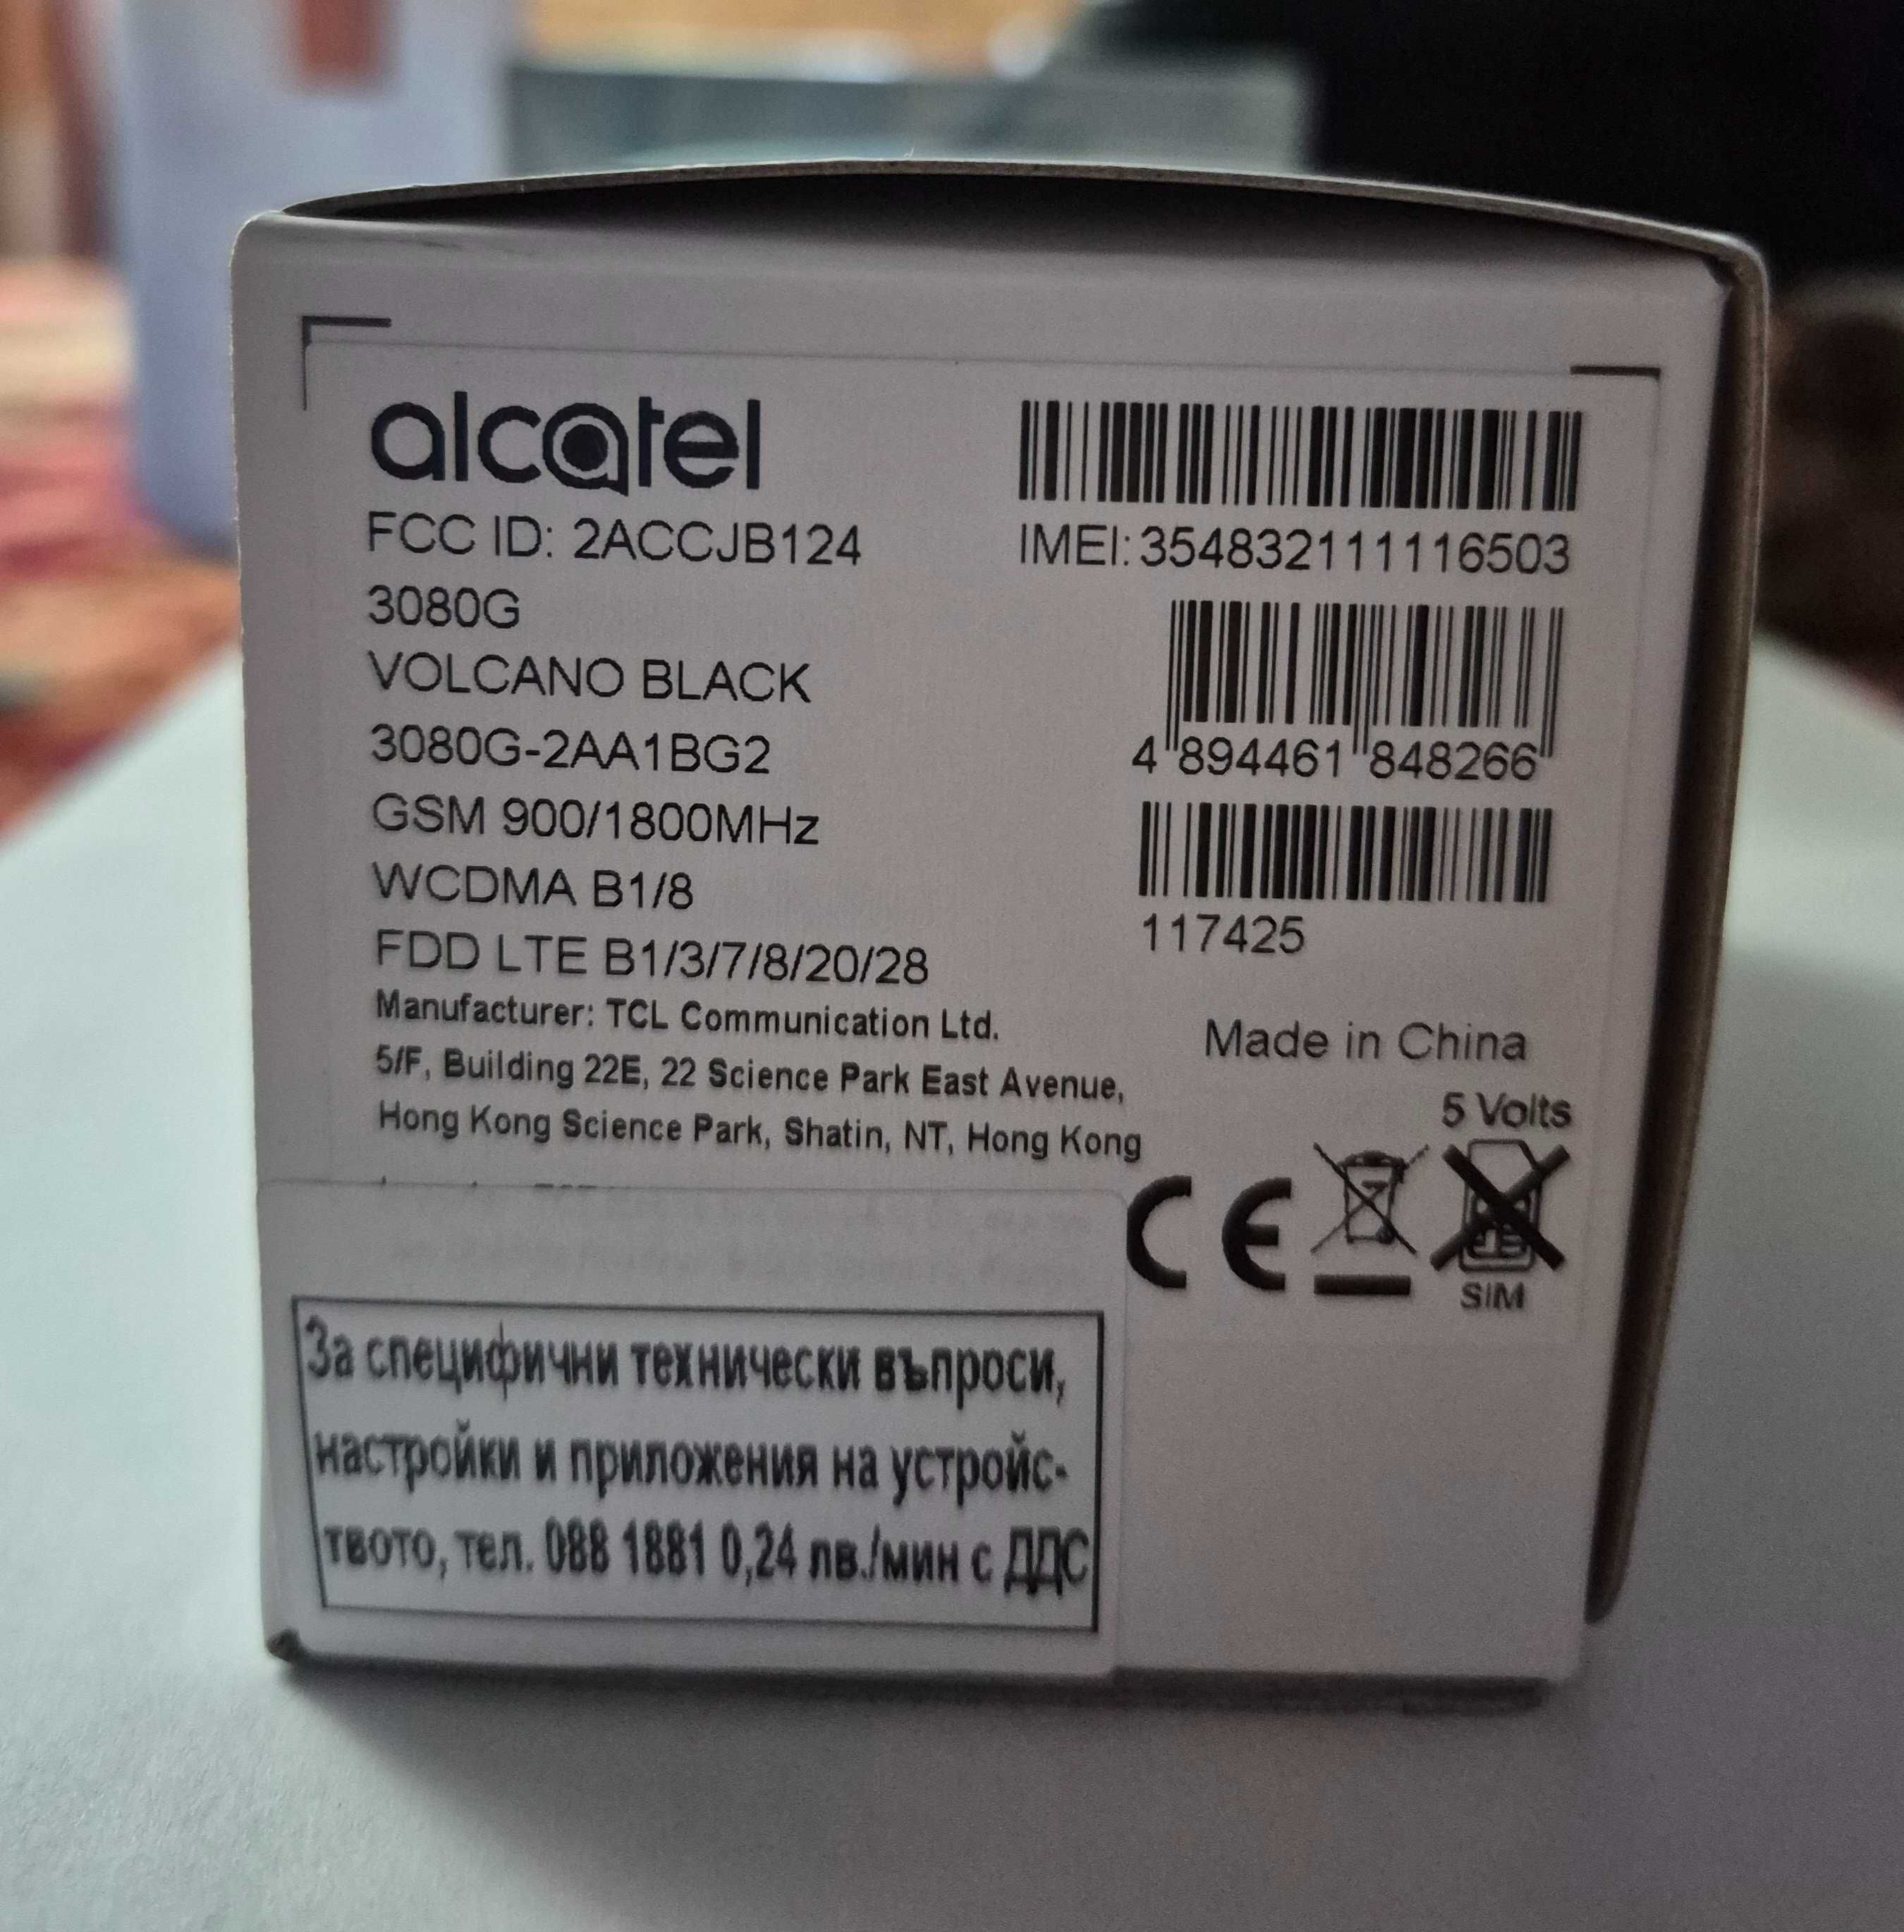 alcatel
FCC ID: 2ACCJB124
3080G
VOLCANO BLACK
3080G-2AA1BG2
GSM 900/1800MHz
WCDMA B1/8
FDD LTE B1/3/7/8/20/28
Manufacturer: TCL Communication Ltd.
5/F, Building 22E, 22 Science Park East Avenue,
Hong Kong Science Park, Shatin, NT, Hong Kong
IMEI: 354832111116503
4 894461 848266
117425
Made in China
5 Volts
CE
SIM
За специфични технически въпроси,
настройки и приложения на устройс-
твото, тел. 088 1881 0,24 лв./мин с ДДС